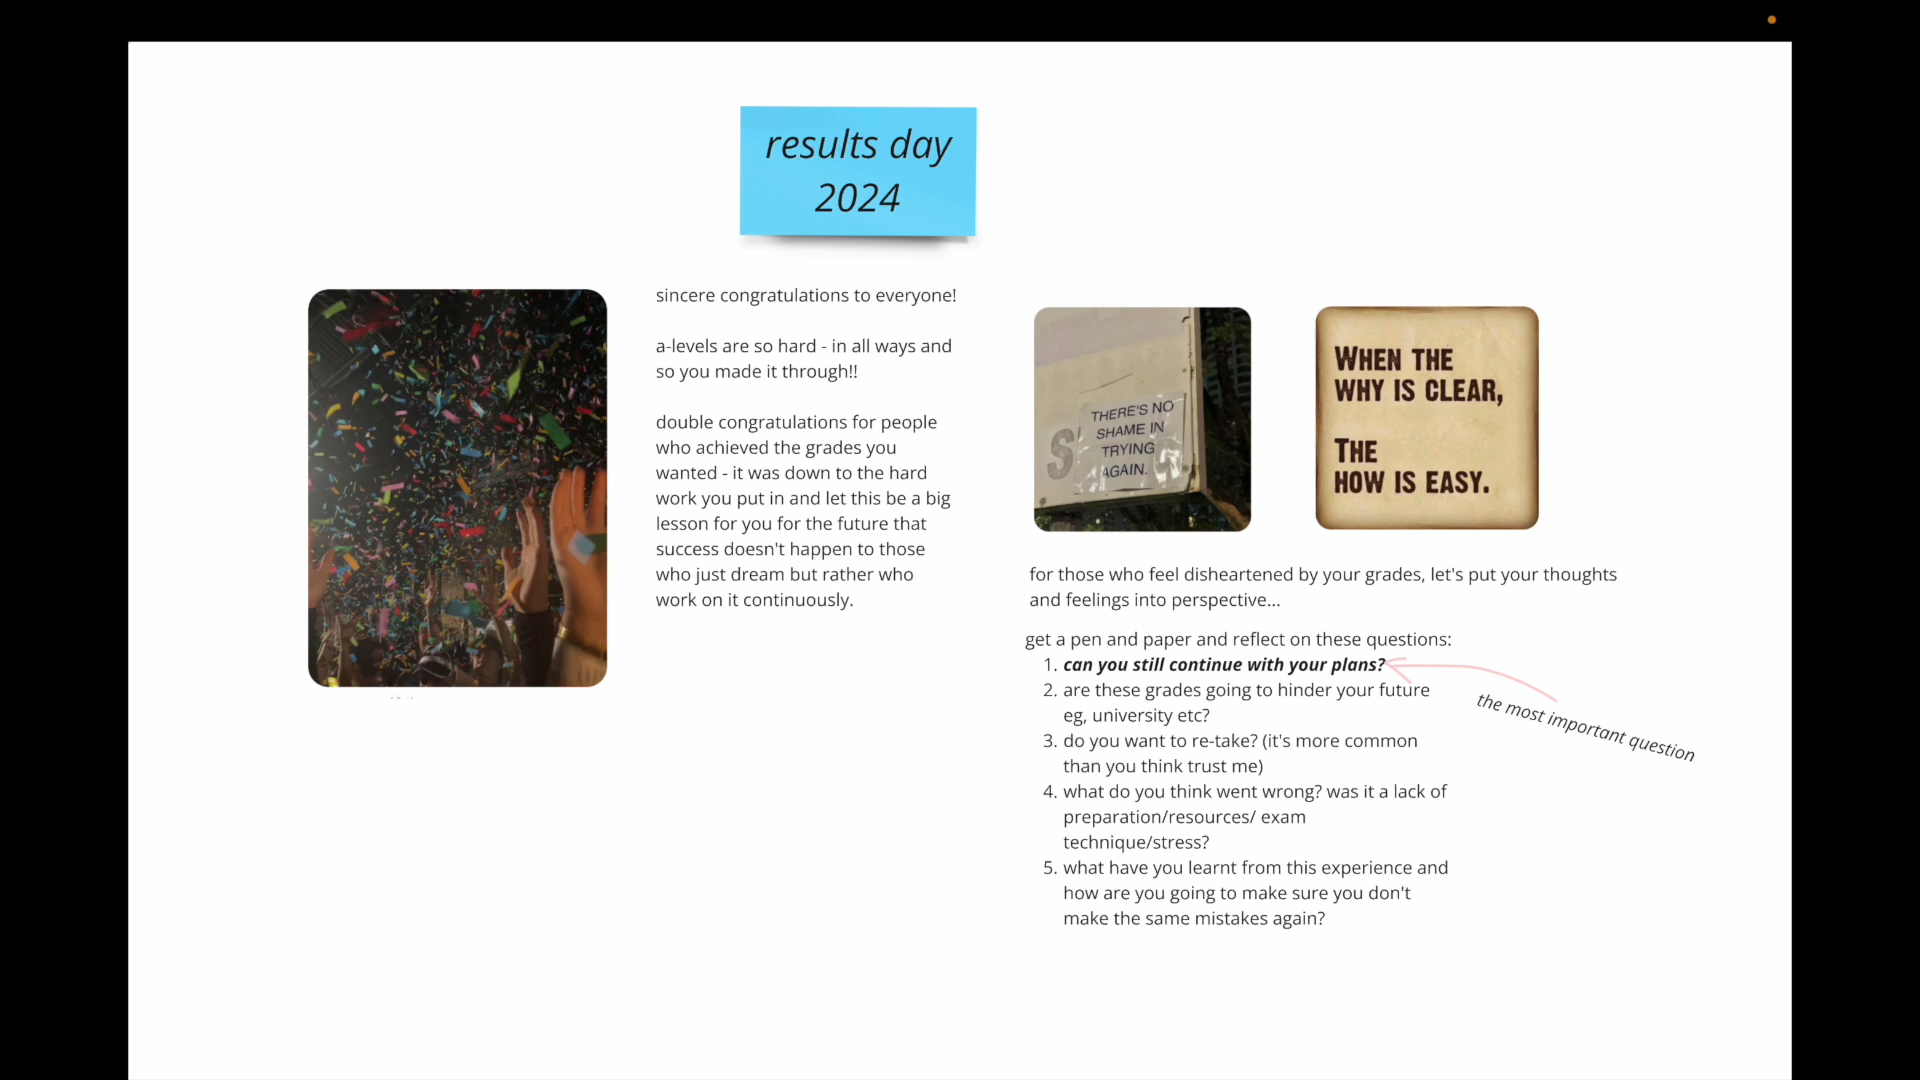 results day
2024
sincere congratulations to everyone!
a-levels are so hard - in all ways and
so you made it through!!
double congratulations for people
who achieved the grades you
wanted - it was down to the hard
work you put in and let this be a big
lesson for you for the future that
success doesn't happen to those
who just dream but rather who
work on it continuously.
THERE'S NO
SHAME IN
TRYING
AGAIN.
S
WHEN THE
WHY IS CLEAR,
THE
HOW IS EASY.
for those who feel disheartened by your grades, let's put your thoughts
and feelings into perspective...
get a pen and paper and reflect on these questions:
1. can you still continue with your plans?
2. are these grades going to hinder your future
eg, university etc?
3. do you want to re-take? (it's more common
than you think trust me)
4. what do you think went wrong? was it a lack of
preparation/resources/ exam
technique/stress?
5. what have you learnt from this experience and
how are you going to make sure you don't
make the same mistakes again?
the most important question